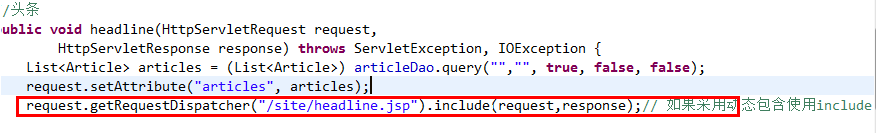 /头条
ublic void headline(HttpServletRequest request,
HttpServletResponse response) throws ServletException, IOException {
List<Article> articles = (List<Article>) articleDao.query("","", true, false, false);
request.setAttribute("articles", articles);
request.getRequestDispatcher("/site/headline.jsp").include(request,response);// 如果采用动态包含使用include